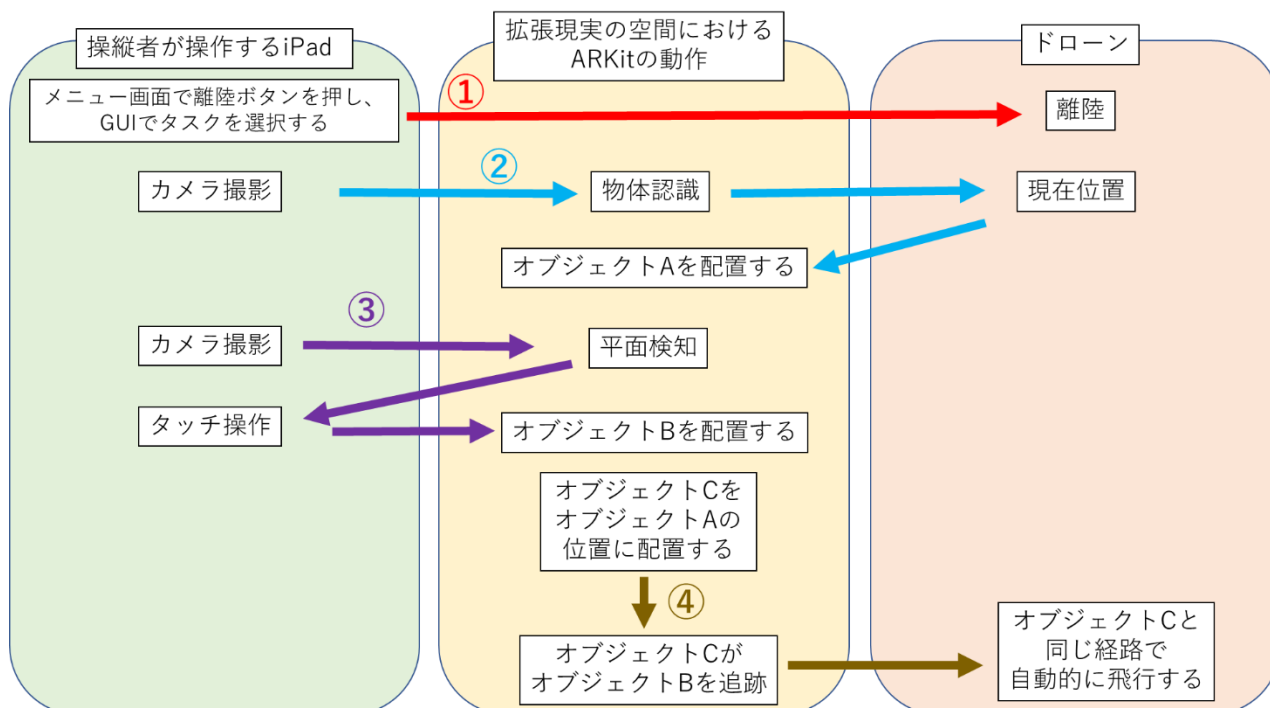 操縦者が操作するiPad
拡張現実の空間における
ARKitの動作
ドローン
メニュー画面で離陸ボタンを押し、
GUIでタスクを選択する
①
離陸
カメラ撮影
②
物体認識
現在位置
オブジェクトAを配置する
③
カメラ撮影
平面検知
タッチ操作
オブジェクトBを配置する
オブジェクトCを
オブジェクトAの
位置に配置する
④
オブジェクトCが
オブジェクトBを追跡
オブジェクトCと
同じ経路で
自動的に飛行する